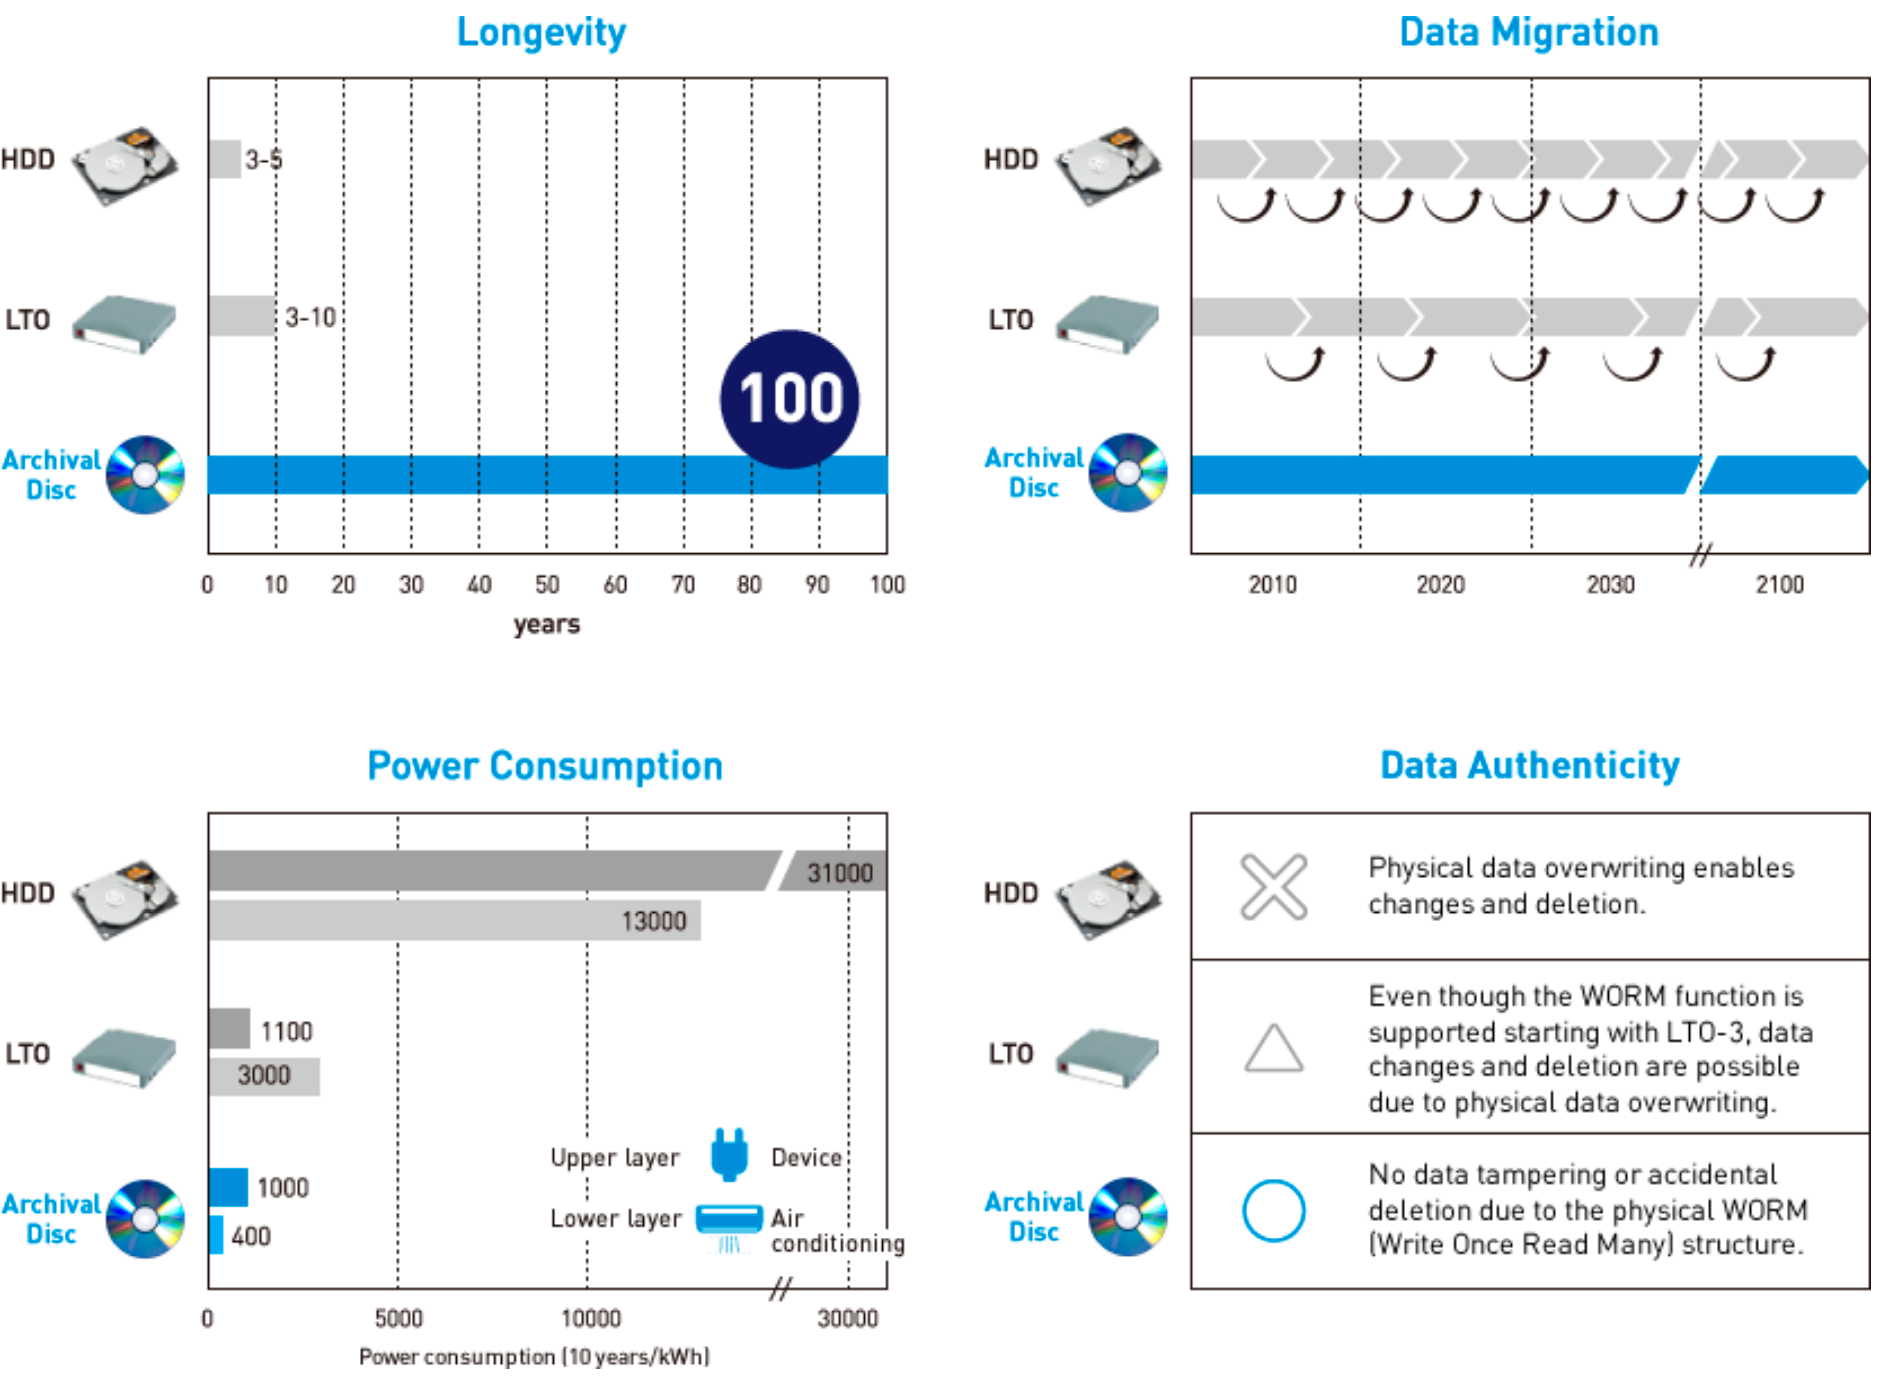 Longevity
HDD
3-5
LTO
3-10
100
Archival
Disc
0 10 20 30 40 50 60 70 80 90 100
years
Data Migration
HDD
LTO
Archival
Disc
2010 2020 2030 2100
Power Consumption
HDD
31000
13000
LTO
1100
3000
Archival
Disc
1000
400
Upper layer Device
Lower layer Air
conditioning
0 5000 10000 30000
Power consumption (10 years/kWh)
Data Authenticity
HDD
Physical data overwriting enables
changes and deletion.
LTO
Even though the WORM function is
supported starting with LTO-3, data
changes and deletion are possible
due to physical data overwriting.
Archival
Disc
No data tampering or accidental
deletion due to the physical WORM
(Write Once Read Many) structure.